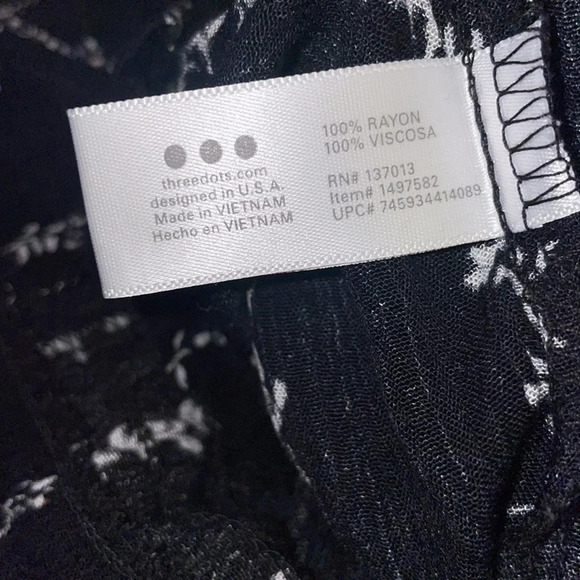 threedots.com
designed in U.S.A.
Made in VIETNAM
Hecho en VIETNAM
100% RAYON
100% VISCOSA
RN# 137013
Item# 1497582
UPC# 745934414089